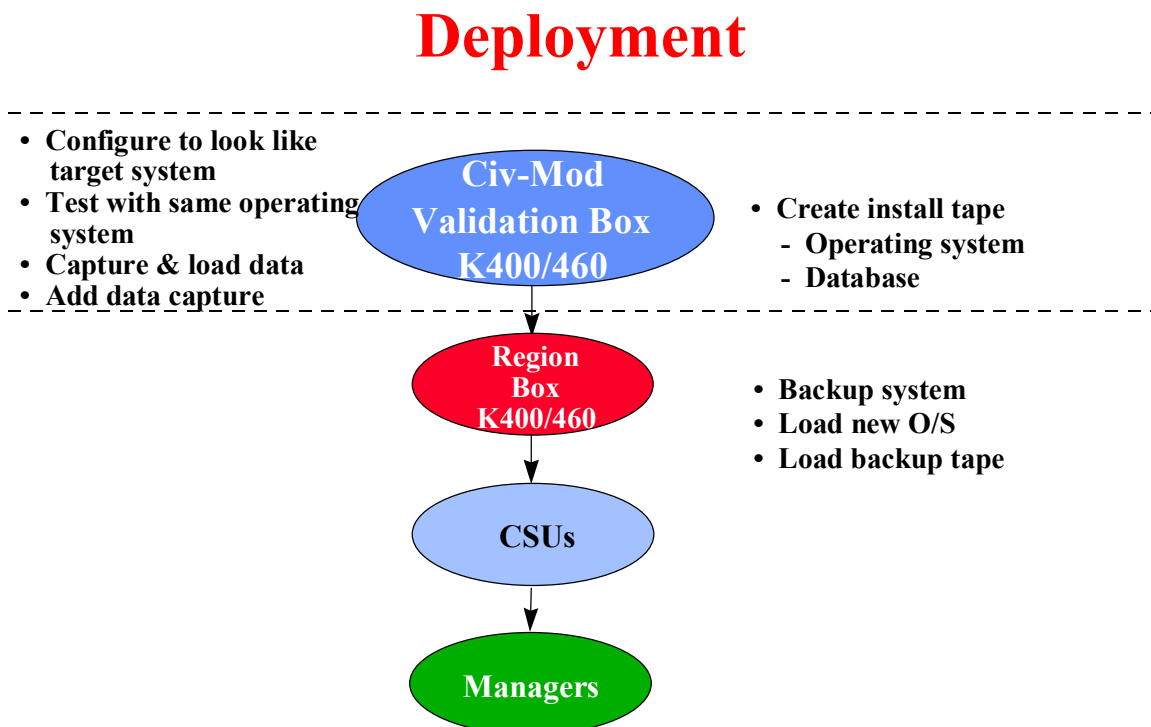 Deployment
• Configure to look like
target system
• Test with same operating
system
• Capture & load data
• Add data capture
Civ-Mod
Validation Box
K400/460
• Create install tape
- Operating system
- Database
Region
Box
K400/460
• Backup system
• Load new O/S
• Load backup tape
CSUs
Managers